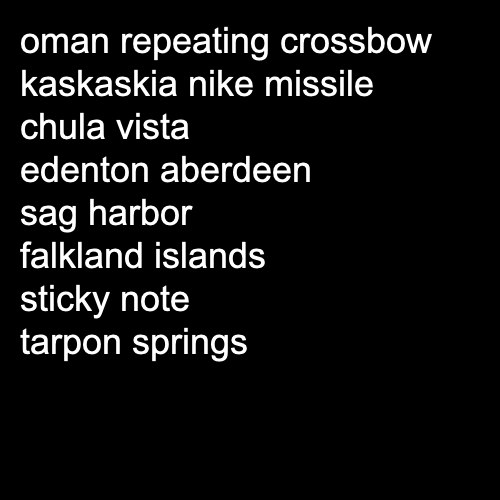 oman repeating crossbow
kaskaskia nike missile
chula vista
edenton aberdeen
sag harbor
falkland islands
sticky note
tarpon springs